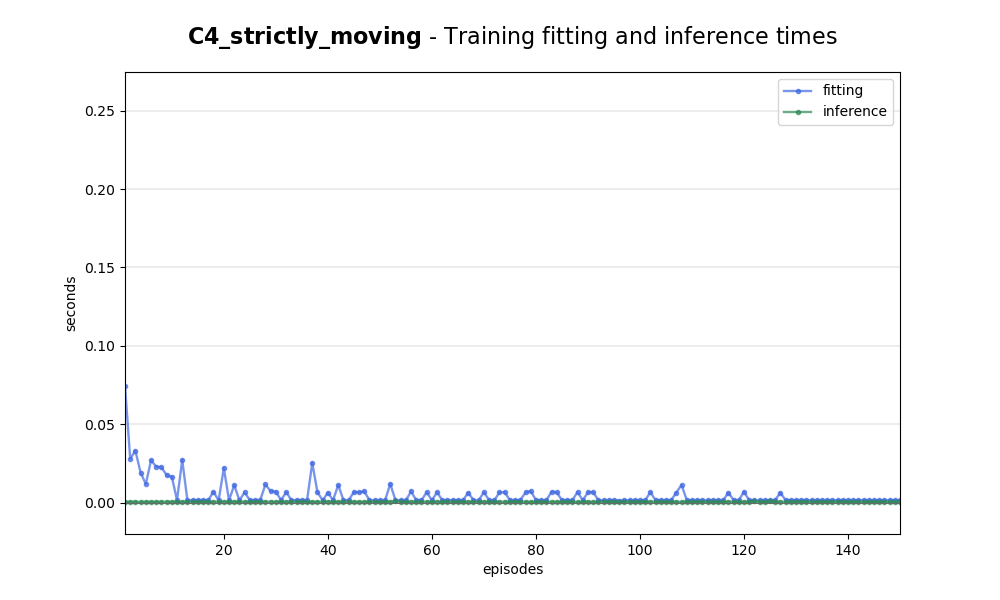 C4_strictly_moving - Training fitting and inference times
fitting
inference
0.25
0.20
0.15
0.10
0.05
0.00
seconds
20 40 60 80 100 120 140
episodes